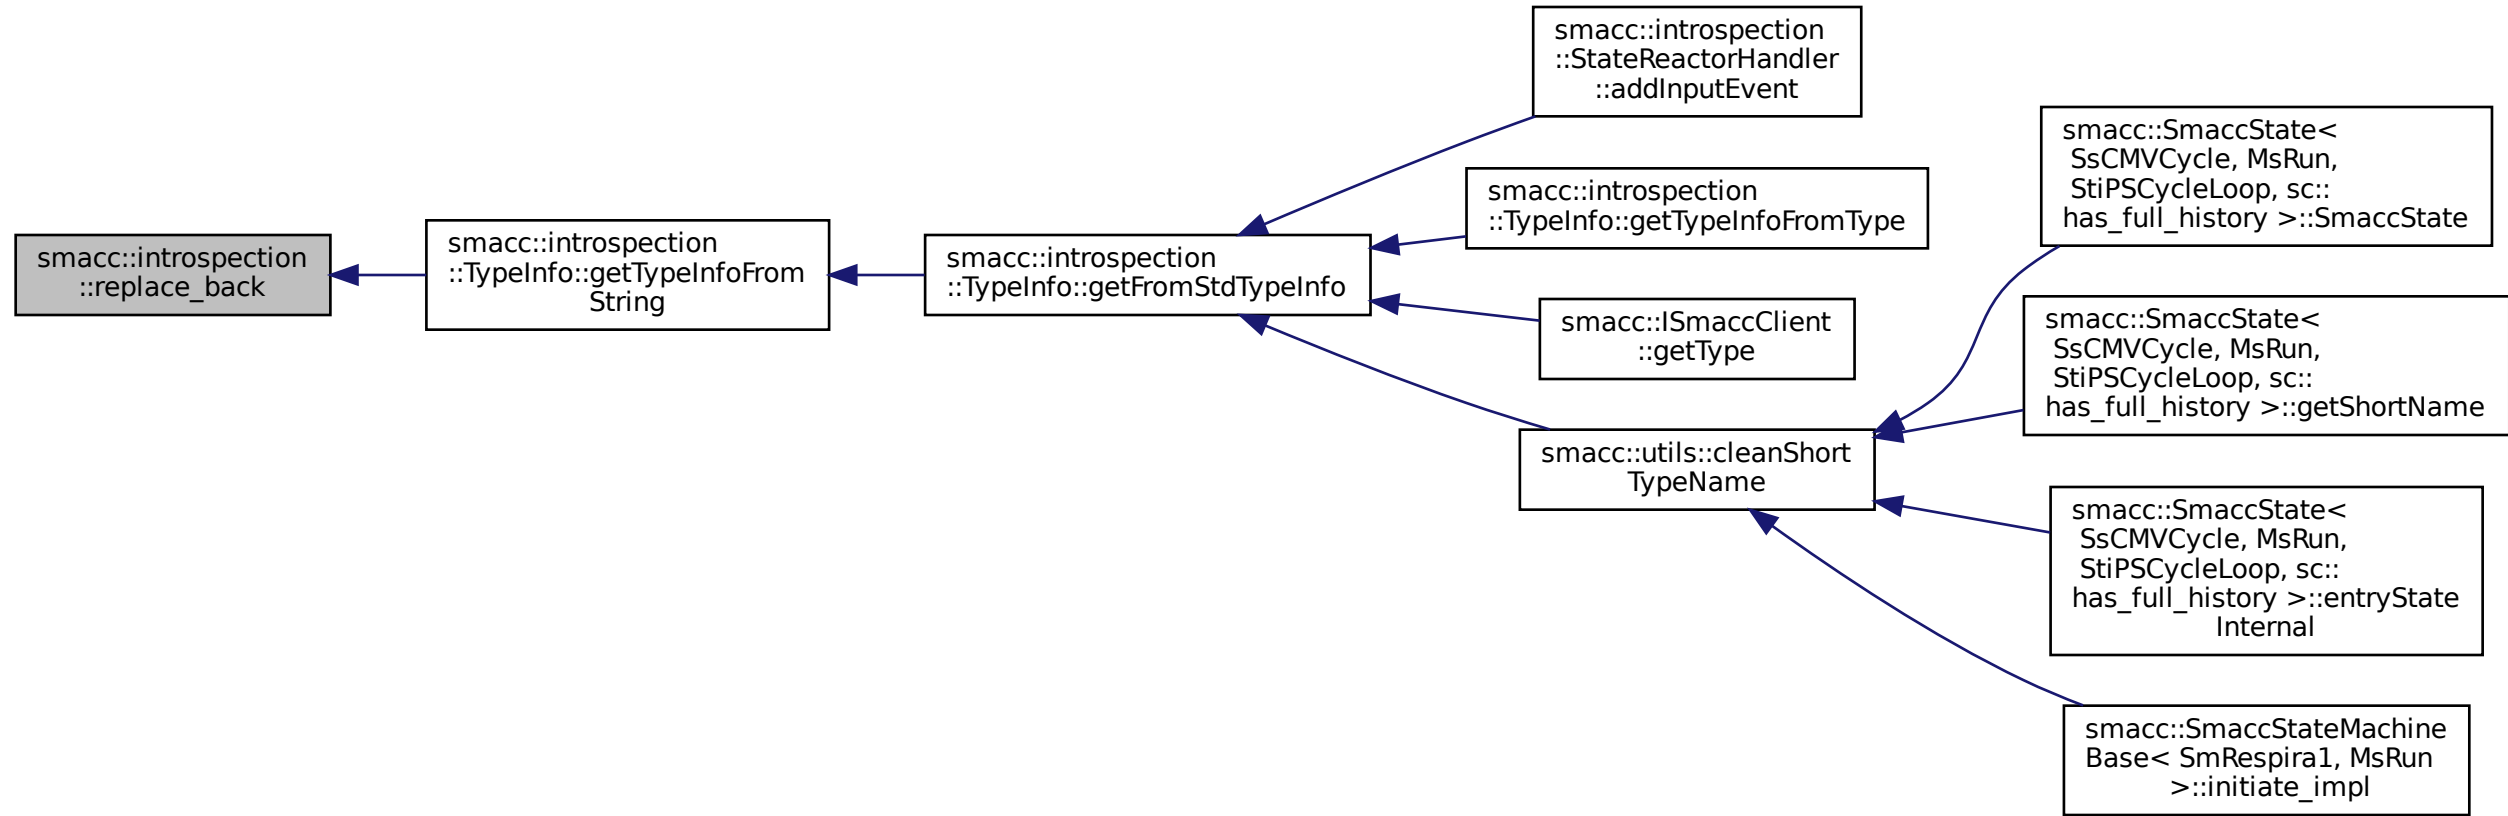 smacc::introspection
::replace_back
smacc::introspection
::TypeInfo::getTypeInfoFrom
String
smacc::introspection
::TypeInfo::getFromStdTypeInfo
smacc::introspection
::StateReactorHandler
::addInputEvent
smacc::introspection
::TypeInfo::getTypeInfoFromType
smacc::ISmaccClient
::getType
smacc::utils::cleanShort
TypeName
smacc::SmaccState<
SsCMVCycle, MsRun,
StiPSCycleLoop, sc::
has_full_history >::SmaccState
smacc::SmaccState<
SsCMVCycle, MsRun,
StiPSCycleLoop, sc::
has_full_history >::getShortName
smacc::SmaccState<
SsCMVCycle, MsRun,
StiPSCycleLoop, sc::
has_full_history >::entryState
Internal
smacc::SmaccStateMachine
Base< SmRespira1, MsRun
>::initiate_impl